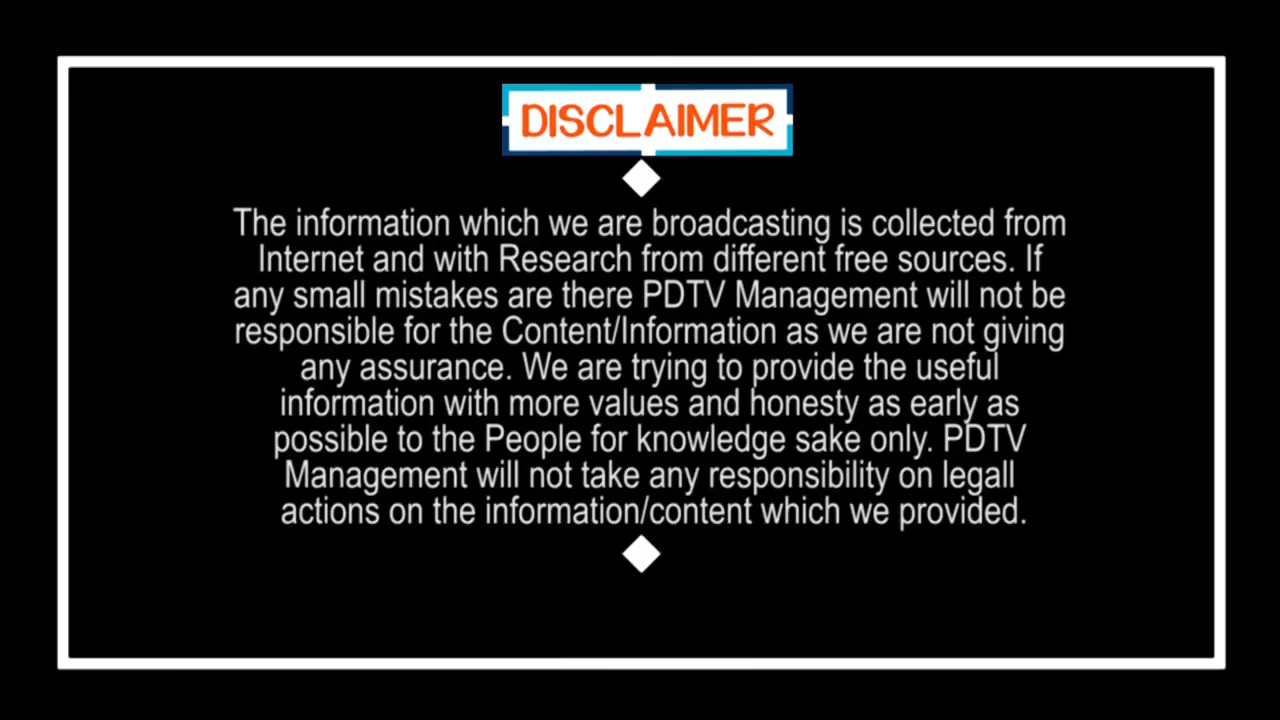 DISCLAIMER
The information which we are broadcasting is collected from
Internet and with Research from different free sources. If
any small mistakes are there PDTV Management will not be
responsible for the Content/Information as we are not giving
any assurance. We are trying to provide the useful
information with more values and honesty as early as
possible to the People for knowledge sake only. PDTV
Management will not take any responsibility on legall
actions on the information/content which we provided.